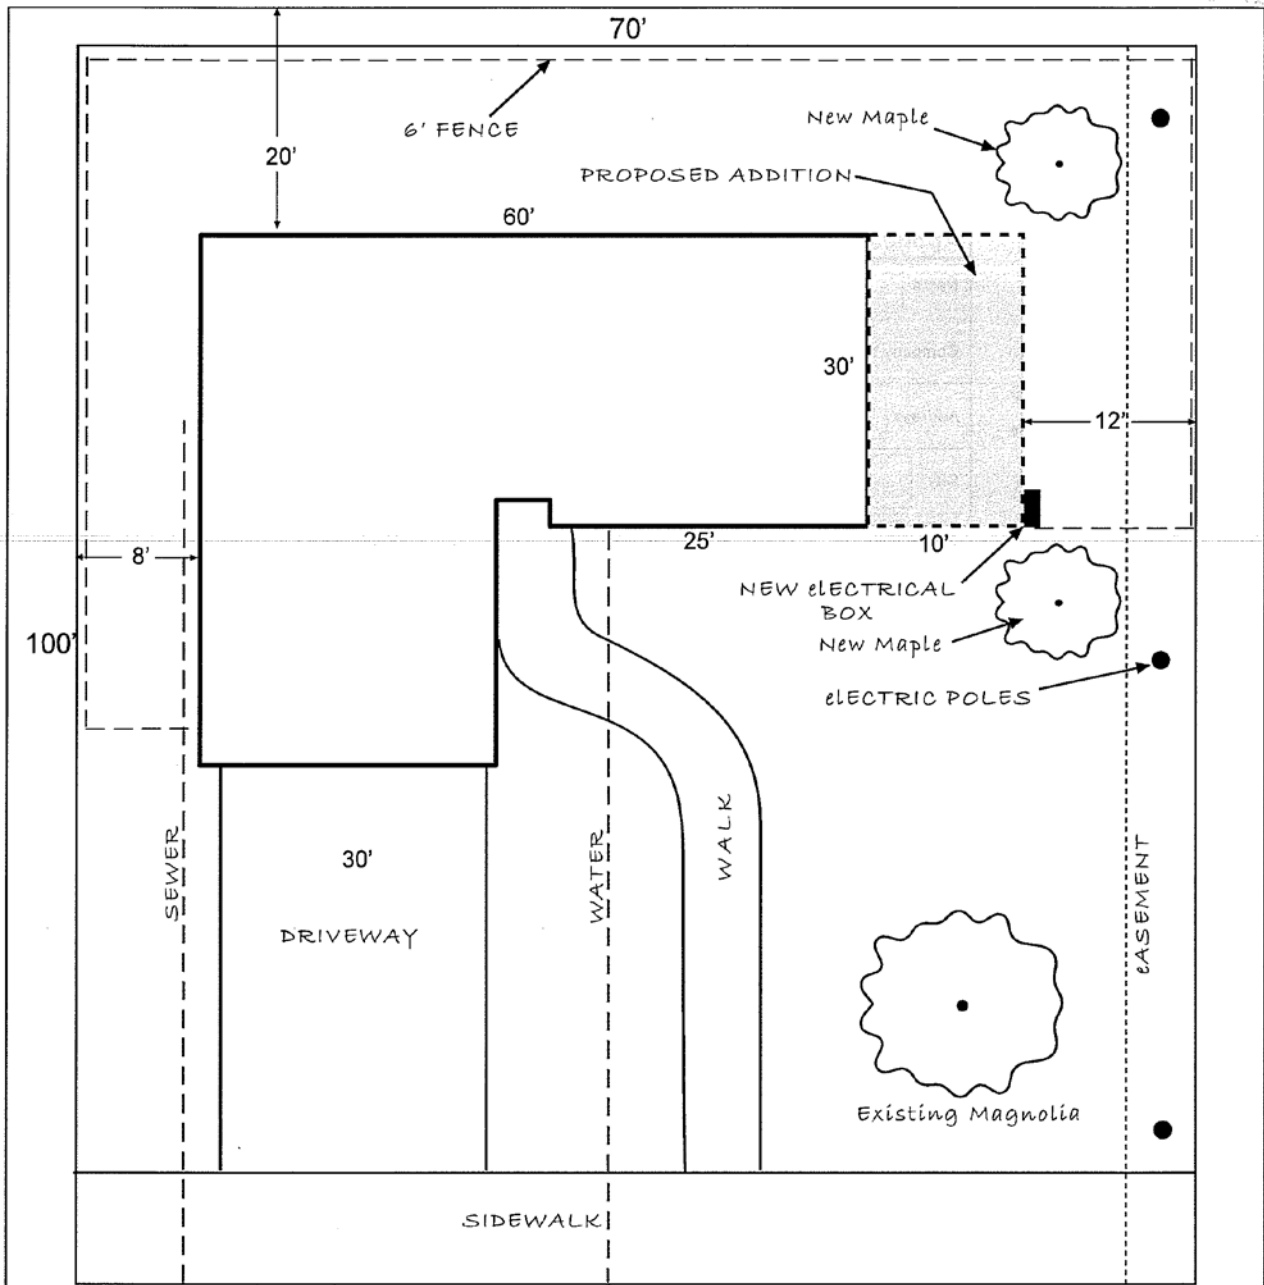 70'
6' FENCE
New Maple
20'
PROPOSED ADDITION
60'
30'
12'
25'
10'
8'
NEW elECTRICAL
BOX
100'
New Maple
elECTRIC POLES
SEWER
30'
WATER
WALK
eASEMENT
DRIVEWAY
Existing Magnolia
SIDEWALK